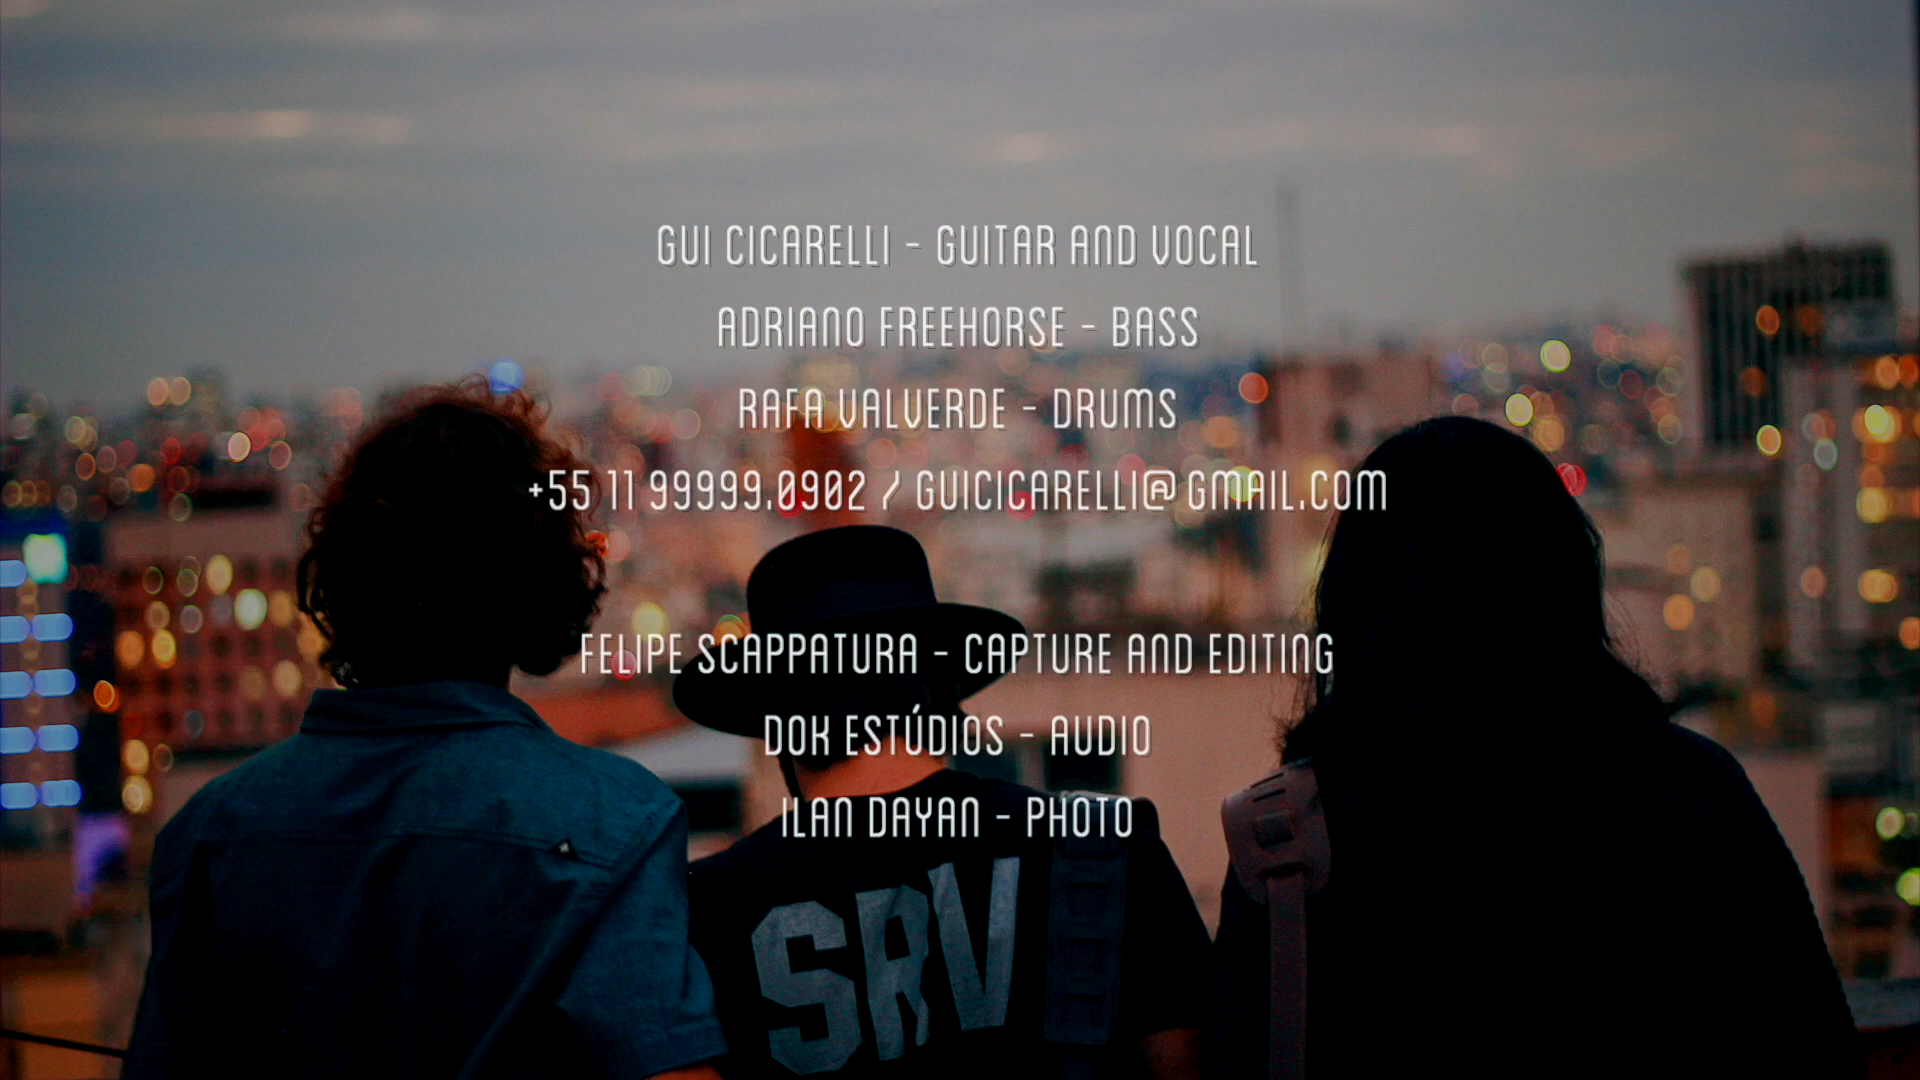 GUI CICARELLI - GUITAR AND VOCAL
ADRIANO FREEHORSE - BASS
RAFA VALVERDE - DRUMS
+55 11 99999.0902 / GUICICARELLI@GMAIL.COM
FELIPE SCAPPATURA - CAPTURE AND EDITING
DOK ESTÚDIOS - AUDIO
ILAN DAYAN - PHOTO
SRV